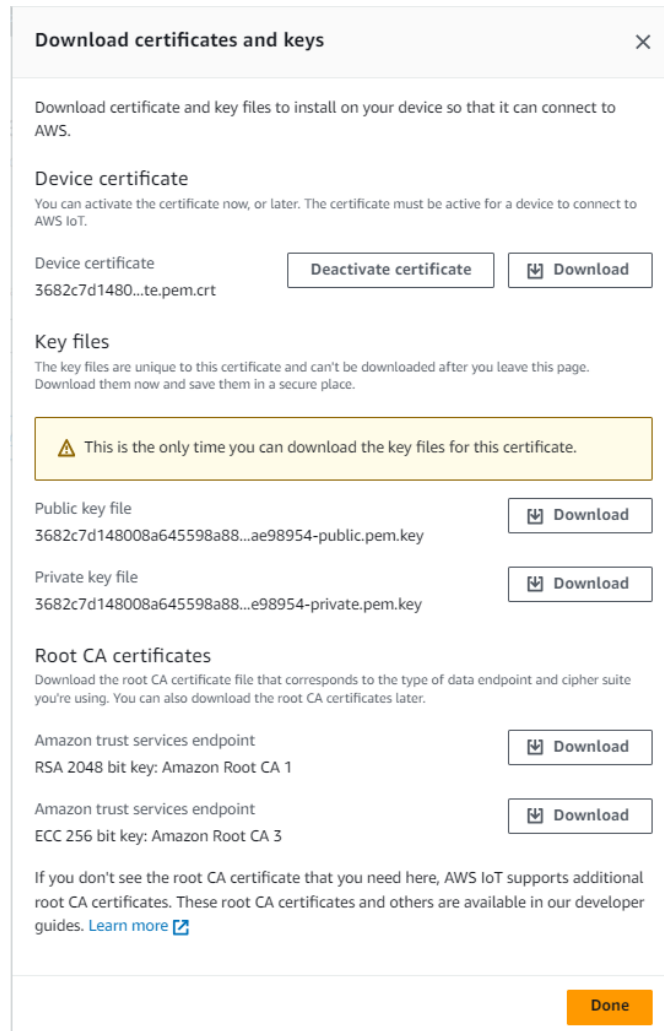 Download certificates and keys
Download certificate and key files to install on your device so that it can connect to
AWS.
Device certificate
You can activate the certificate now, or later. The certificate must be active for a device to connect to
AWS IoT.
Device certificate
3682c7d1480...te.pem.crt
Deactivate certificate
Download
Key files
The key files are unique to this certificate and can't be downloaded after you leave this page.
Download them now and save them in a secure place.
This is the only time you can download the key files for this certificate.
Public key file
3682c7d148008a645598a88...ae98954-public.pem.key
Download
Private key file
3682c7d148008a645598a88...e98954-private.pem.key
Download
Root CA certificates
Download the root CA certificate file that corresponds to the type of data endpoint and cipher suite
you're using. You can also download the root CA certificates later.
Amazon trust services endpoint
RSA 2048 bit key: Amazon Root CA 1
Download
Amazon trust services endpoint
ECC 256 bit key: Amazon Root CA 3
Download
If you don't see the root CA certificate that you need here, AWS IoT supports additional
root CA certificates. These root CA certificates and others are available in our developer
guides. Learn more
Done